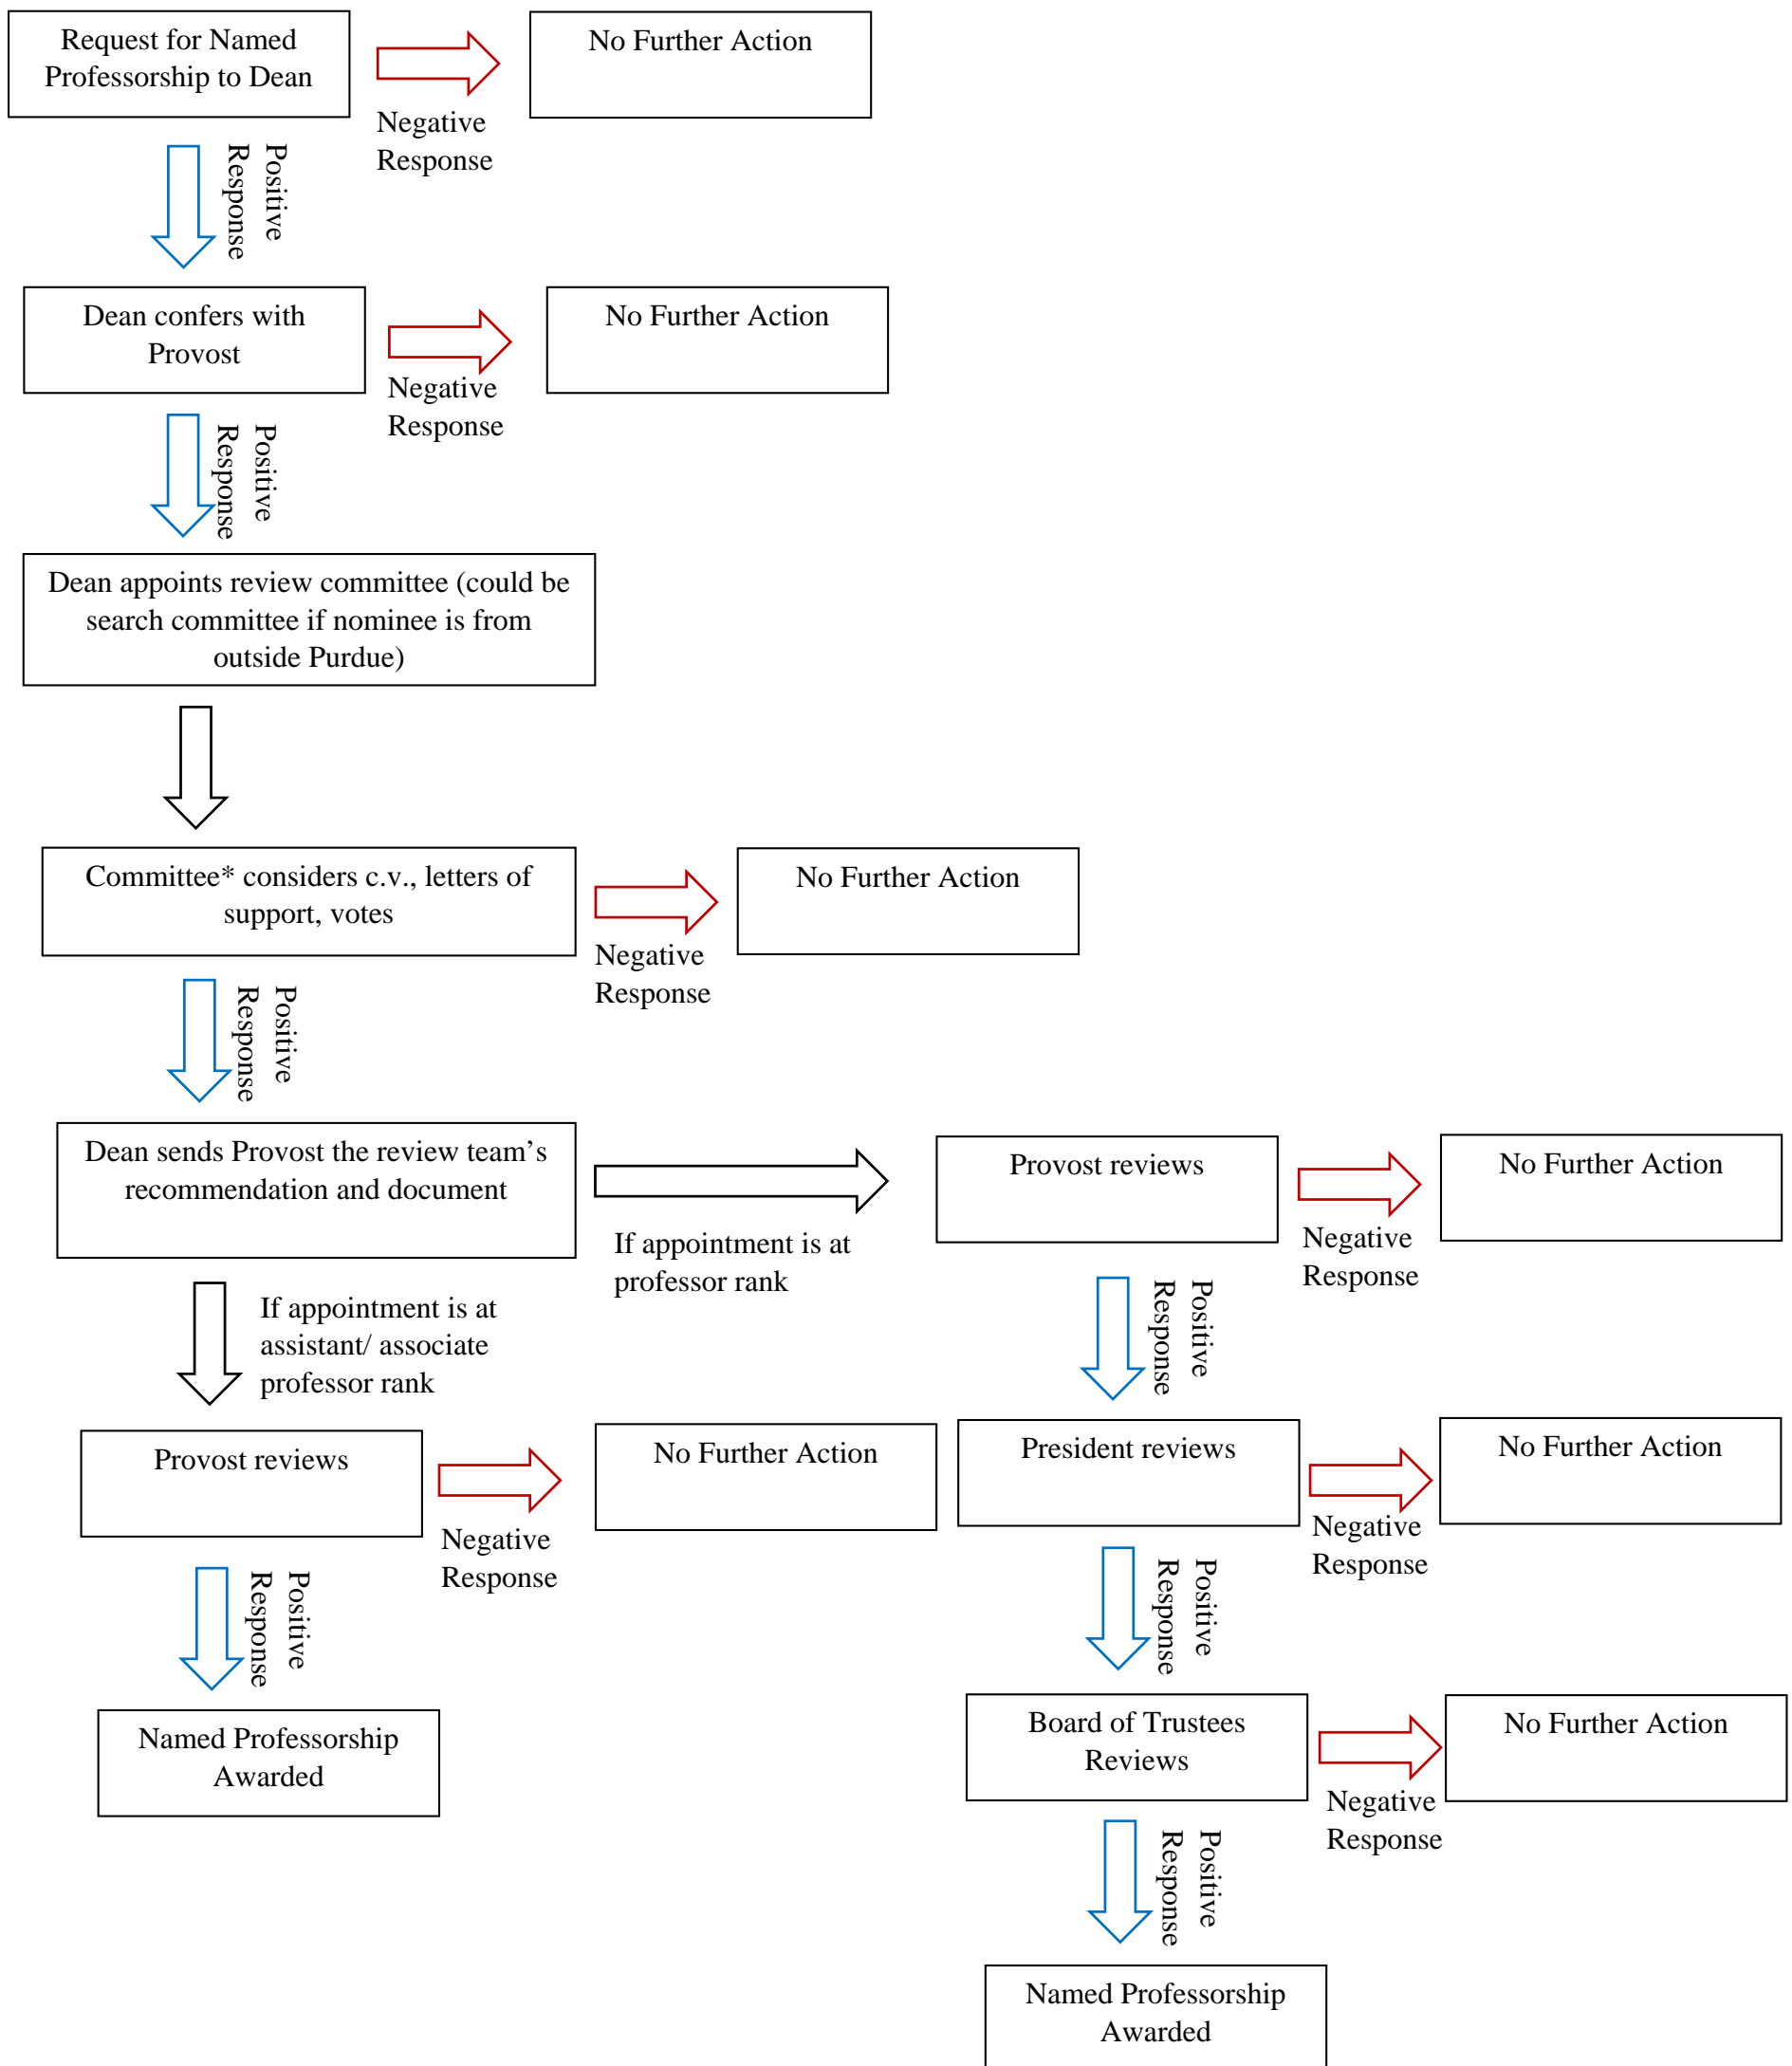 Request for Named
Professorship to Dean
No Further Action
Negative
Response
Positive
Response
Dean confers with
Provost
No Further Action
Negative
Response
Positive
Response
Dean appoints review committee (could be
search committee if nominee is from
outside Purdue)
Committee* considers c.v., letters of
support, votes
No Further Action
Negative
Response
Positive
Response
Dean sends Provost the review team’s
recommendation and document
If appointment is at
professor rank
Provost reviews
No Further Action
Negative
Response
If appointment is at
assistant/ associate
professor rank
Positive
Response
Provost reviews
No Further Action
Negative
Response
President reviews
No Further Action
Negative
Response
Positive
Response
Positive
Response
Named Professorship
Awarded
Board of Trustees
Reviews
No Further Action
Negative
Response
Positive
Response
Named Professorship
Awarded